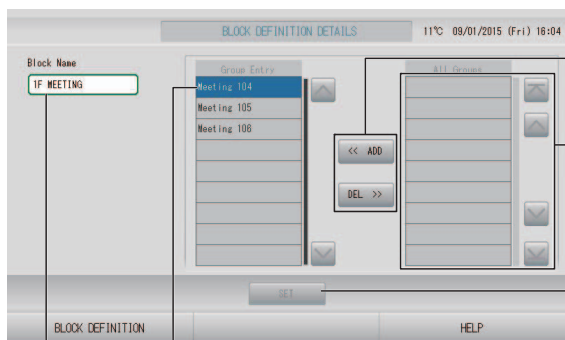 BLOCK DEFINITION DETAILS
11°C 09/01/2015 (Fri) 16:04
Block Name
1F MEETING
Group Entry
All Groups
Meeting 104
Meeting 105
Meeting 106
<< ADD
DEL >>
SET
BLOCK DEFINITION
HELP